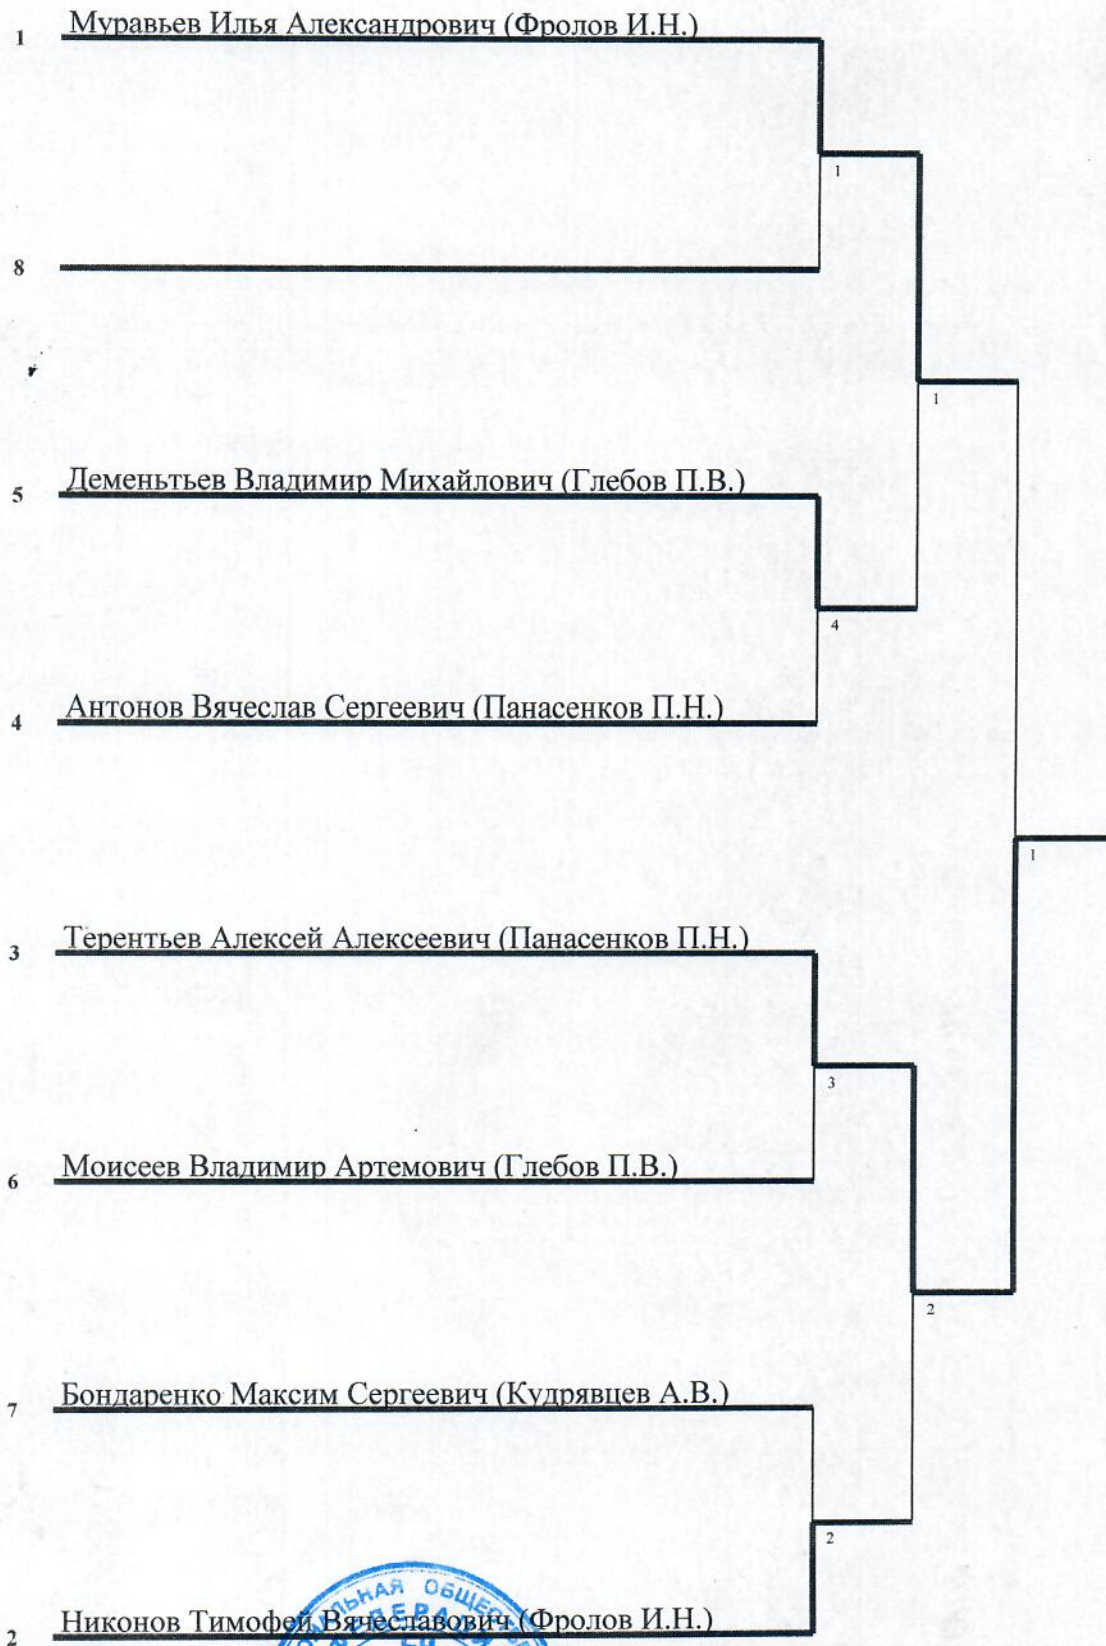 1 Муравьев Илья Александрович (Фролов И.Н.)
1
8
1
5 Деменьтьев Владимир Михайлович (Глебов П.В.)
4
4 Антонов Вячеслав Сергеевич (Панасенков П.Н.)
1
3 Терентьев Алексей Алексеевич (Панасенков П.Н.)
3
6 Моисеев Владимир Артемович (Глебов П.В.)
2
7 Бондаренко Максим Сергеевич (Кудрявцев А.В.)
2
2 Никонов Тимофей Вячеславович (Фролов И.Н.)